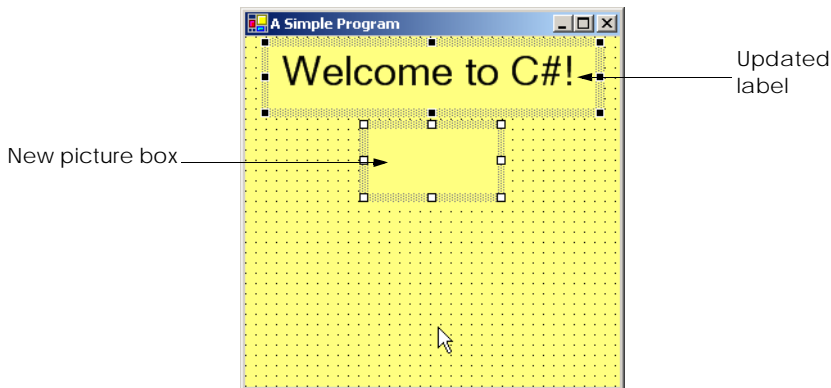 A Simple Program
Welcome to C#!
Updated
label
New picture box